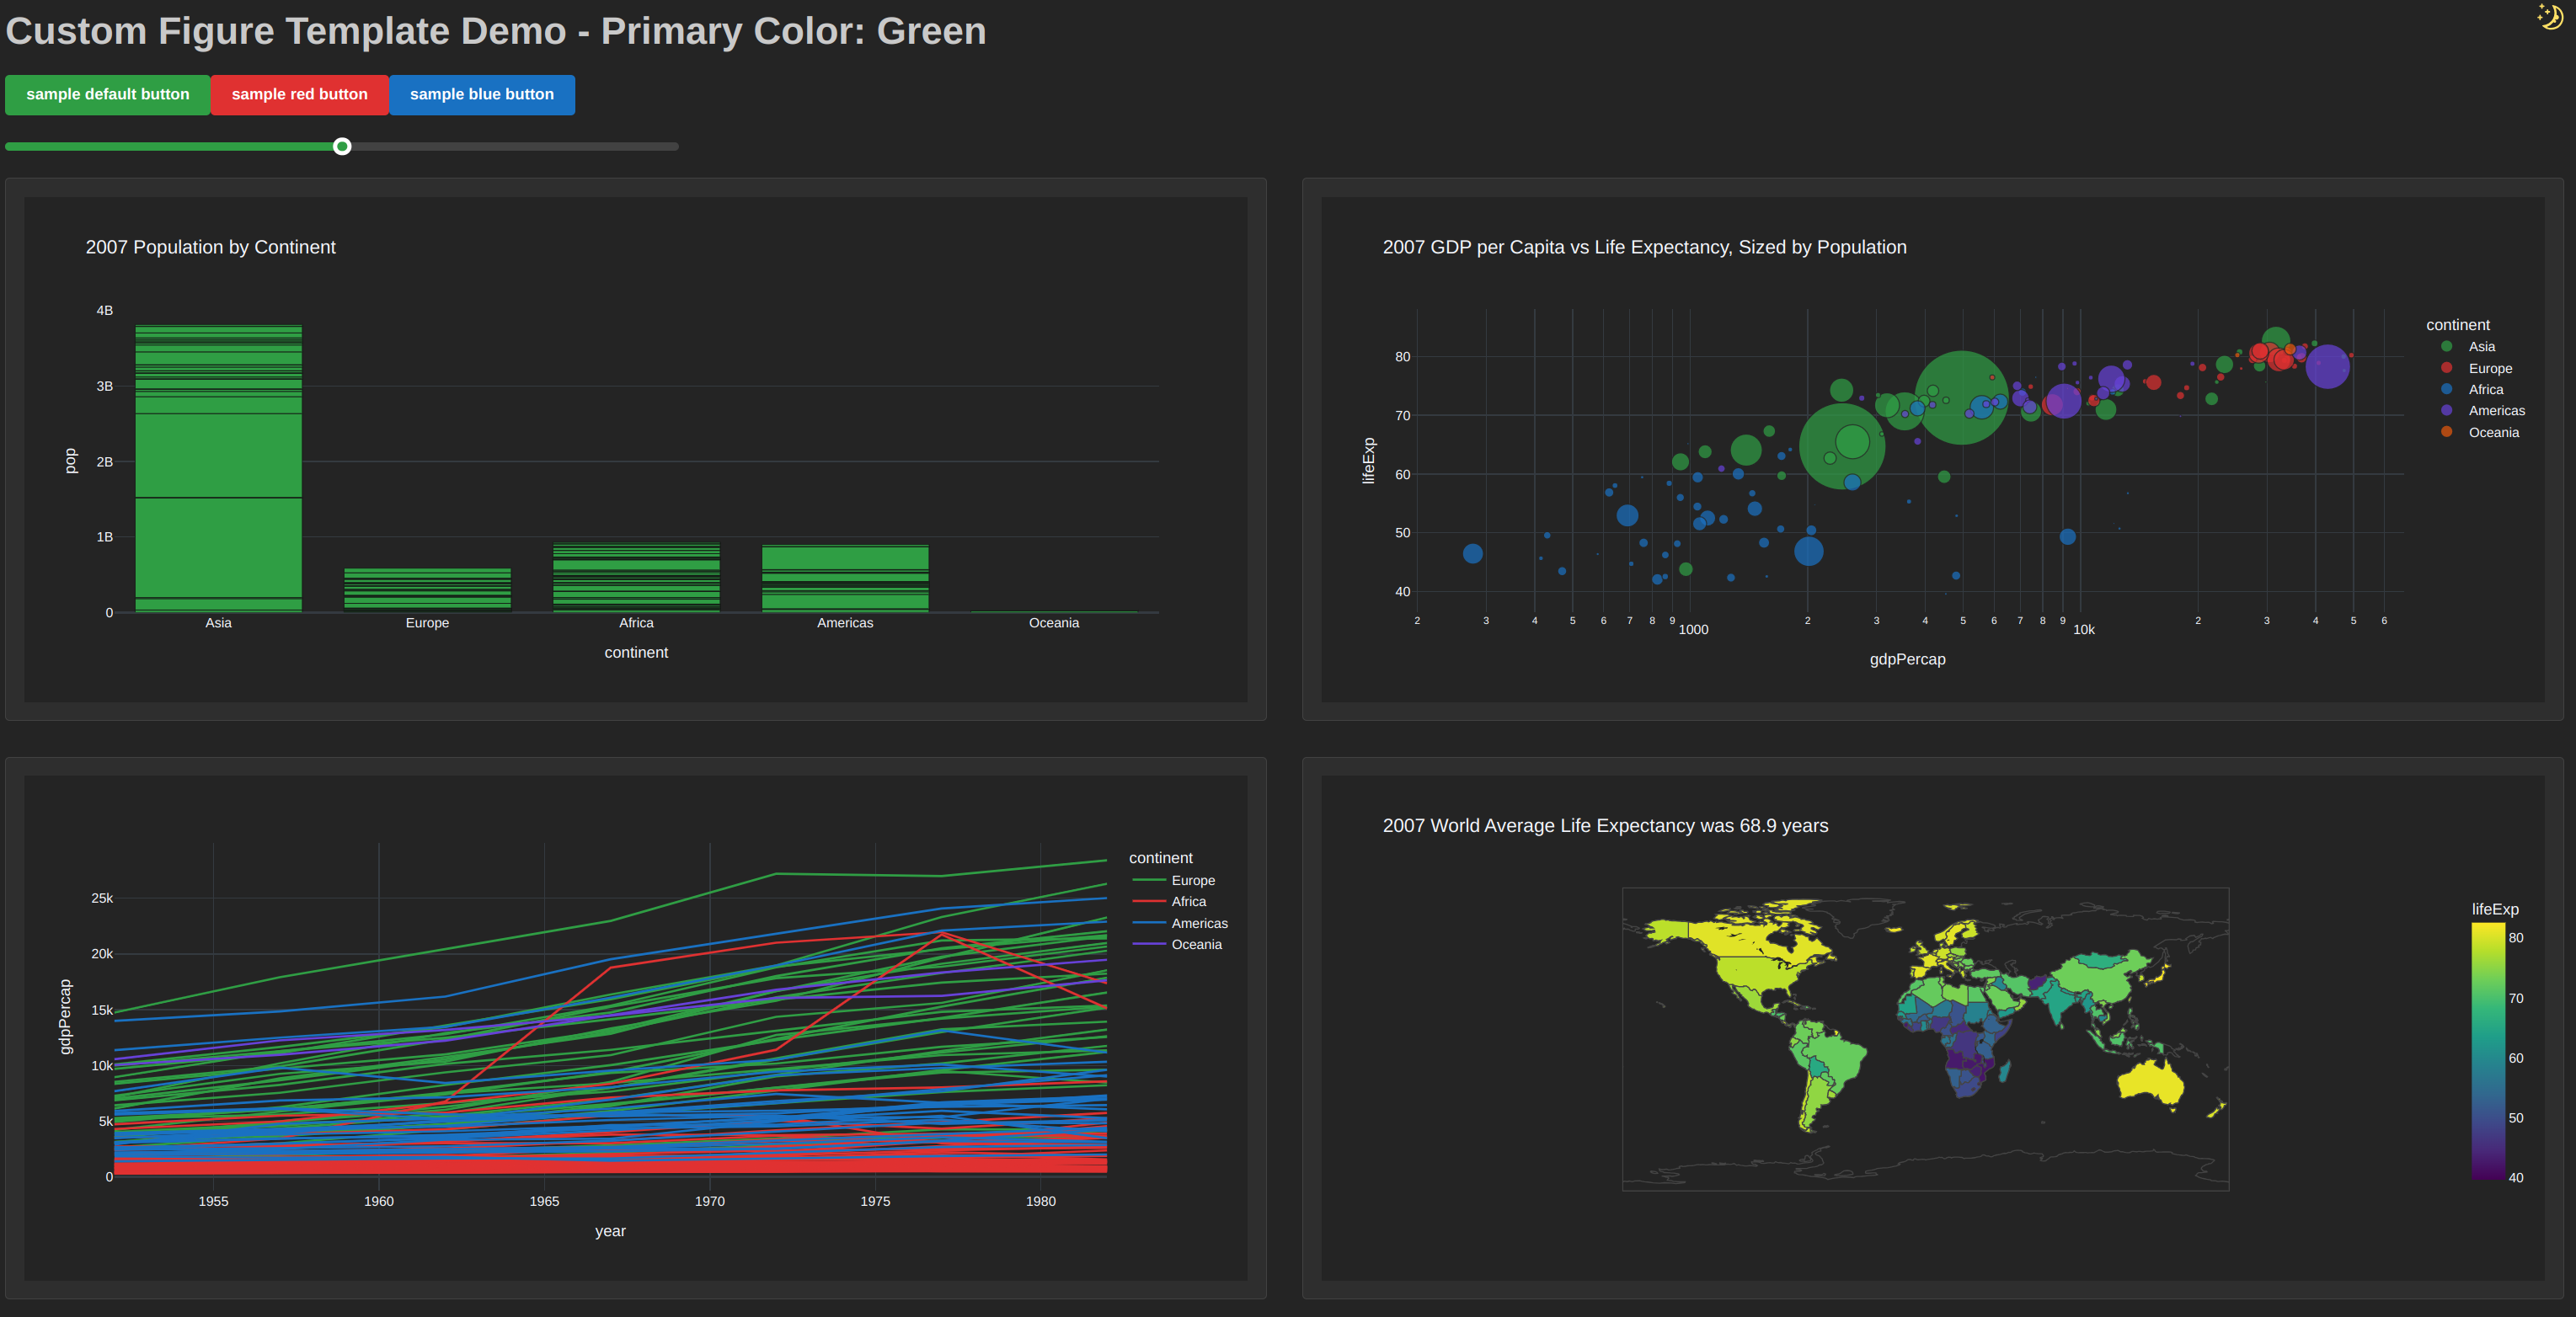 Custom Figure Template Demo - Primary Color: Green
sample default button sample red button sample blue button
2007 Population by Continent
4B
3B
2B
1B
0
pop
Asia Europe Africa Americas Oceania
continent
2007 GDP per Capita vs Life Expectancy, Sized by Population
80
70
60
50
40
lifeExp
2 3 4 5 6 7 8 9 1000 2 3 4 5 6 7 8 9 10k 2 3 4 5 6
gdpPercap
continent
Asia
Europe
Africa
Americas
Oceania
25k
20k
15k
10k
5k
0
gdpPercap
1955 1960 1965 1970 1975 1980
year
continent
Europe
Africa
Americas
Oceania
2007 World Average Life Expectancy was 68.9 years
lifeExp
80
70
60
50
40